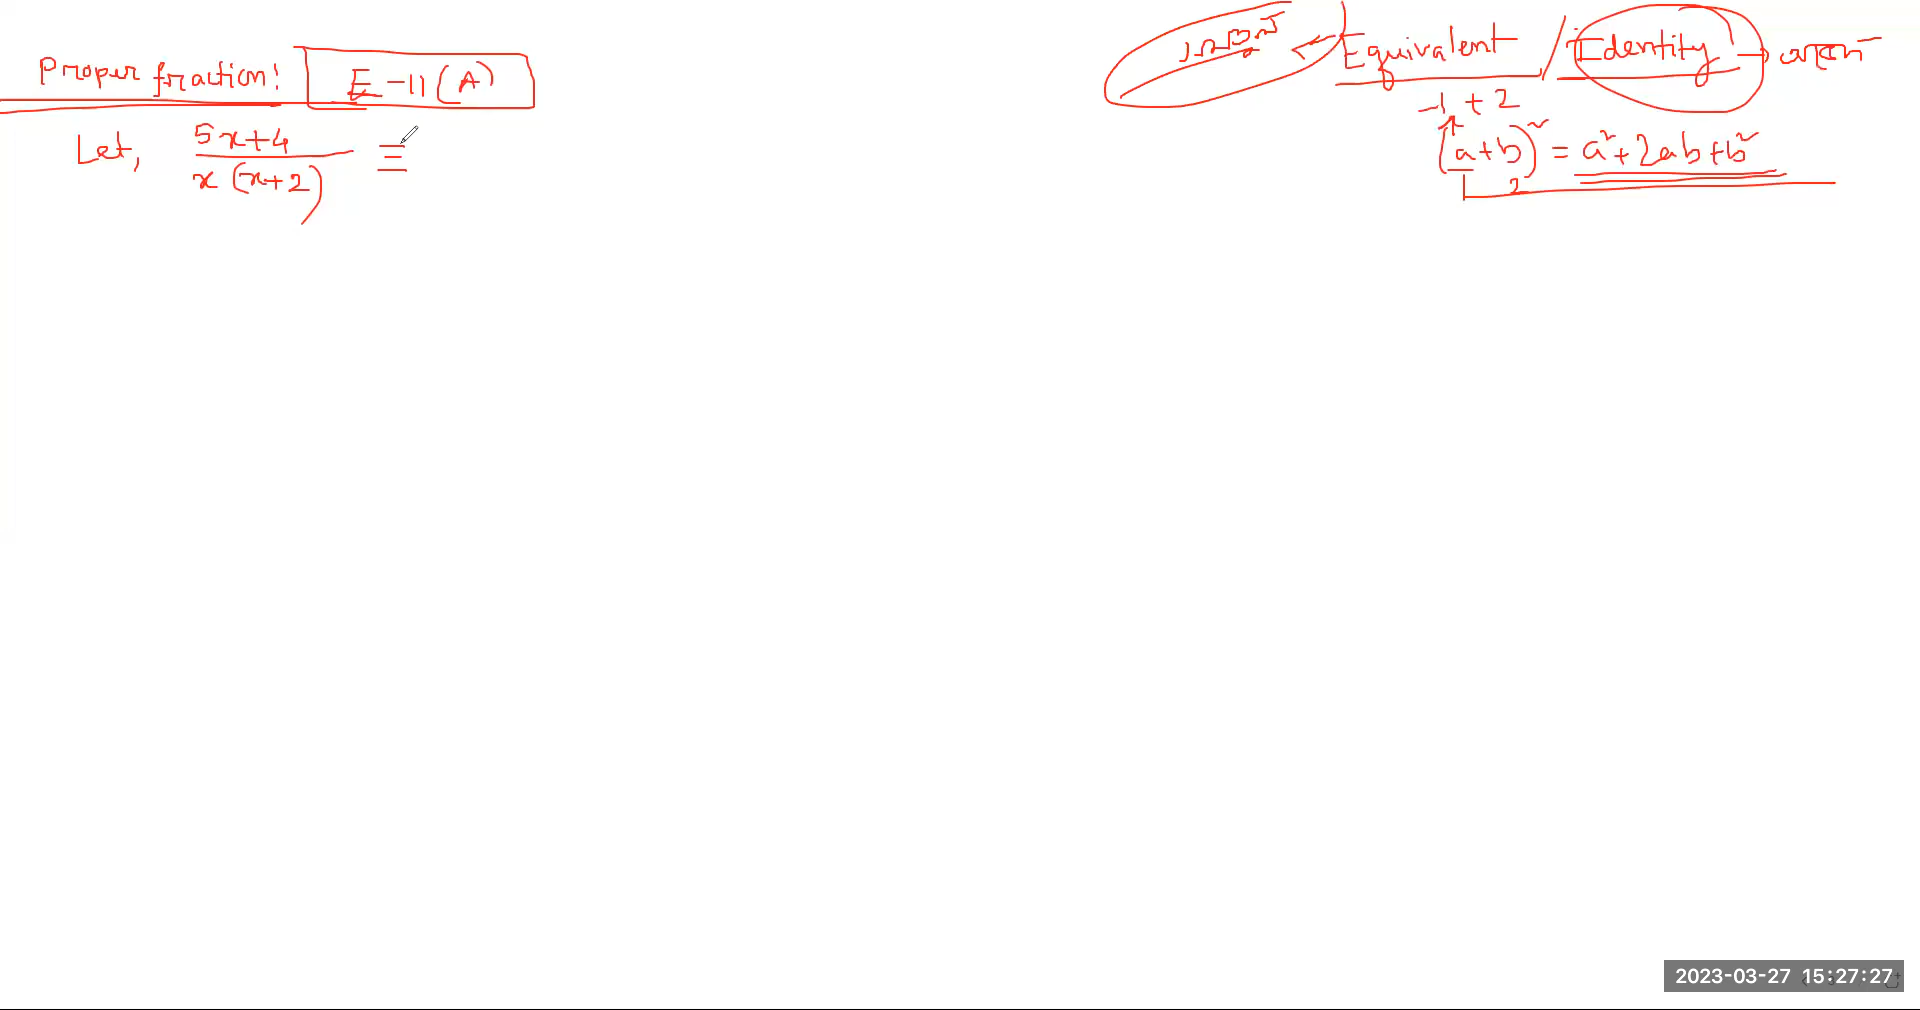 Proper fraction: E-11 (A)
Let, 5x+4 / x(x+2) ≡
Equivalent / Identity → অভেদ
-1 + 2
(a+b)² = a²+2ab+b²
2
2023-03-27 15:27:27